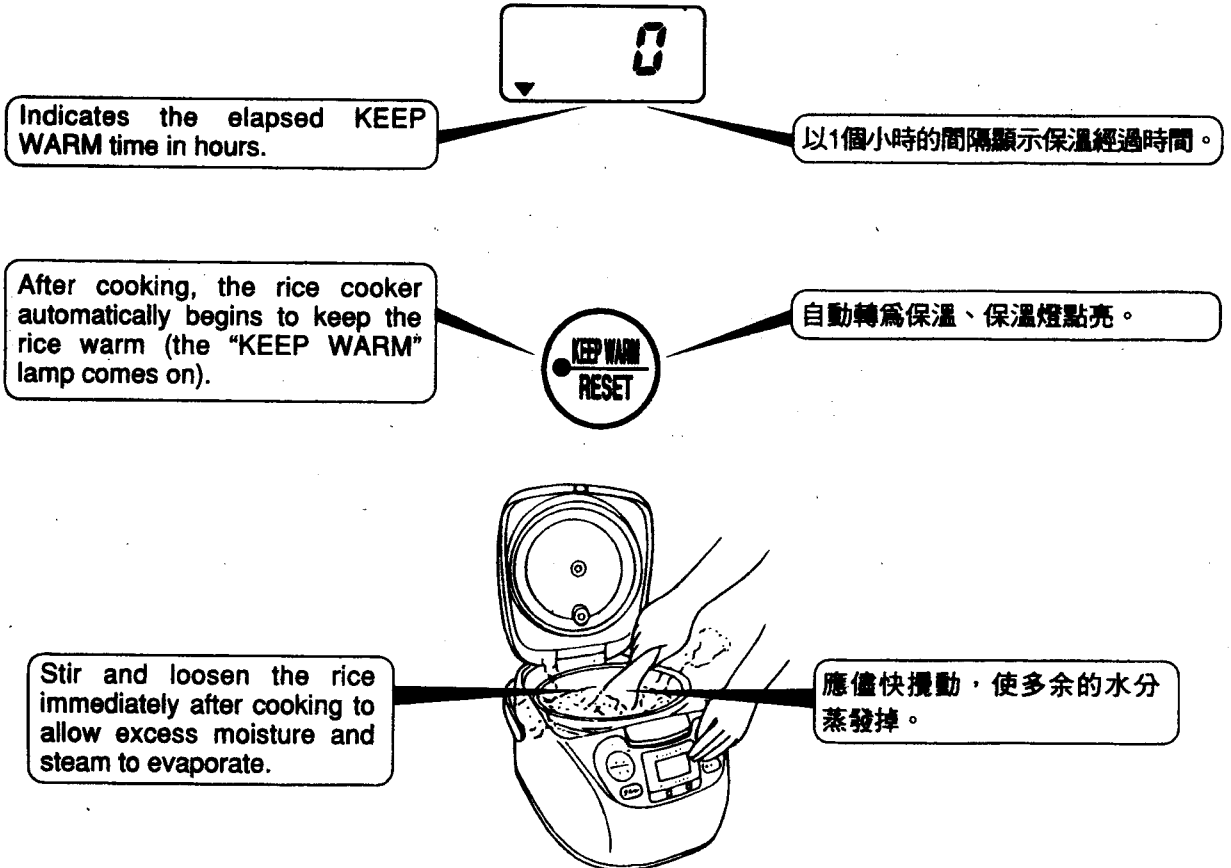 0
Indicates the elapsed KEEP
WARM time in hours.
以1個小時的間隔顯示保溫經過時間。
After cooking, the rice cooker
automatically begins to keep the
rice warm (the “KEEP WARM”
lamp comes on).
KEEP WARM
RESET
自動轉爲保溫、保溫燈點亮。
Stir and loosen the rice
immediately after cooking to
allow excess moisture and
steam to evaporate.
應儘快攪動，使多余的水分
蒸發掉。